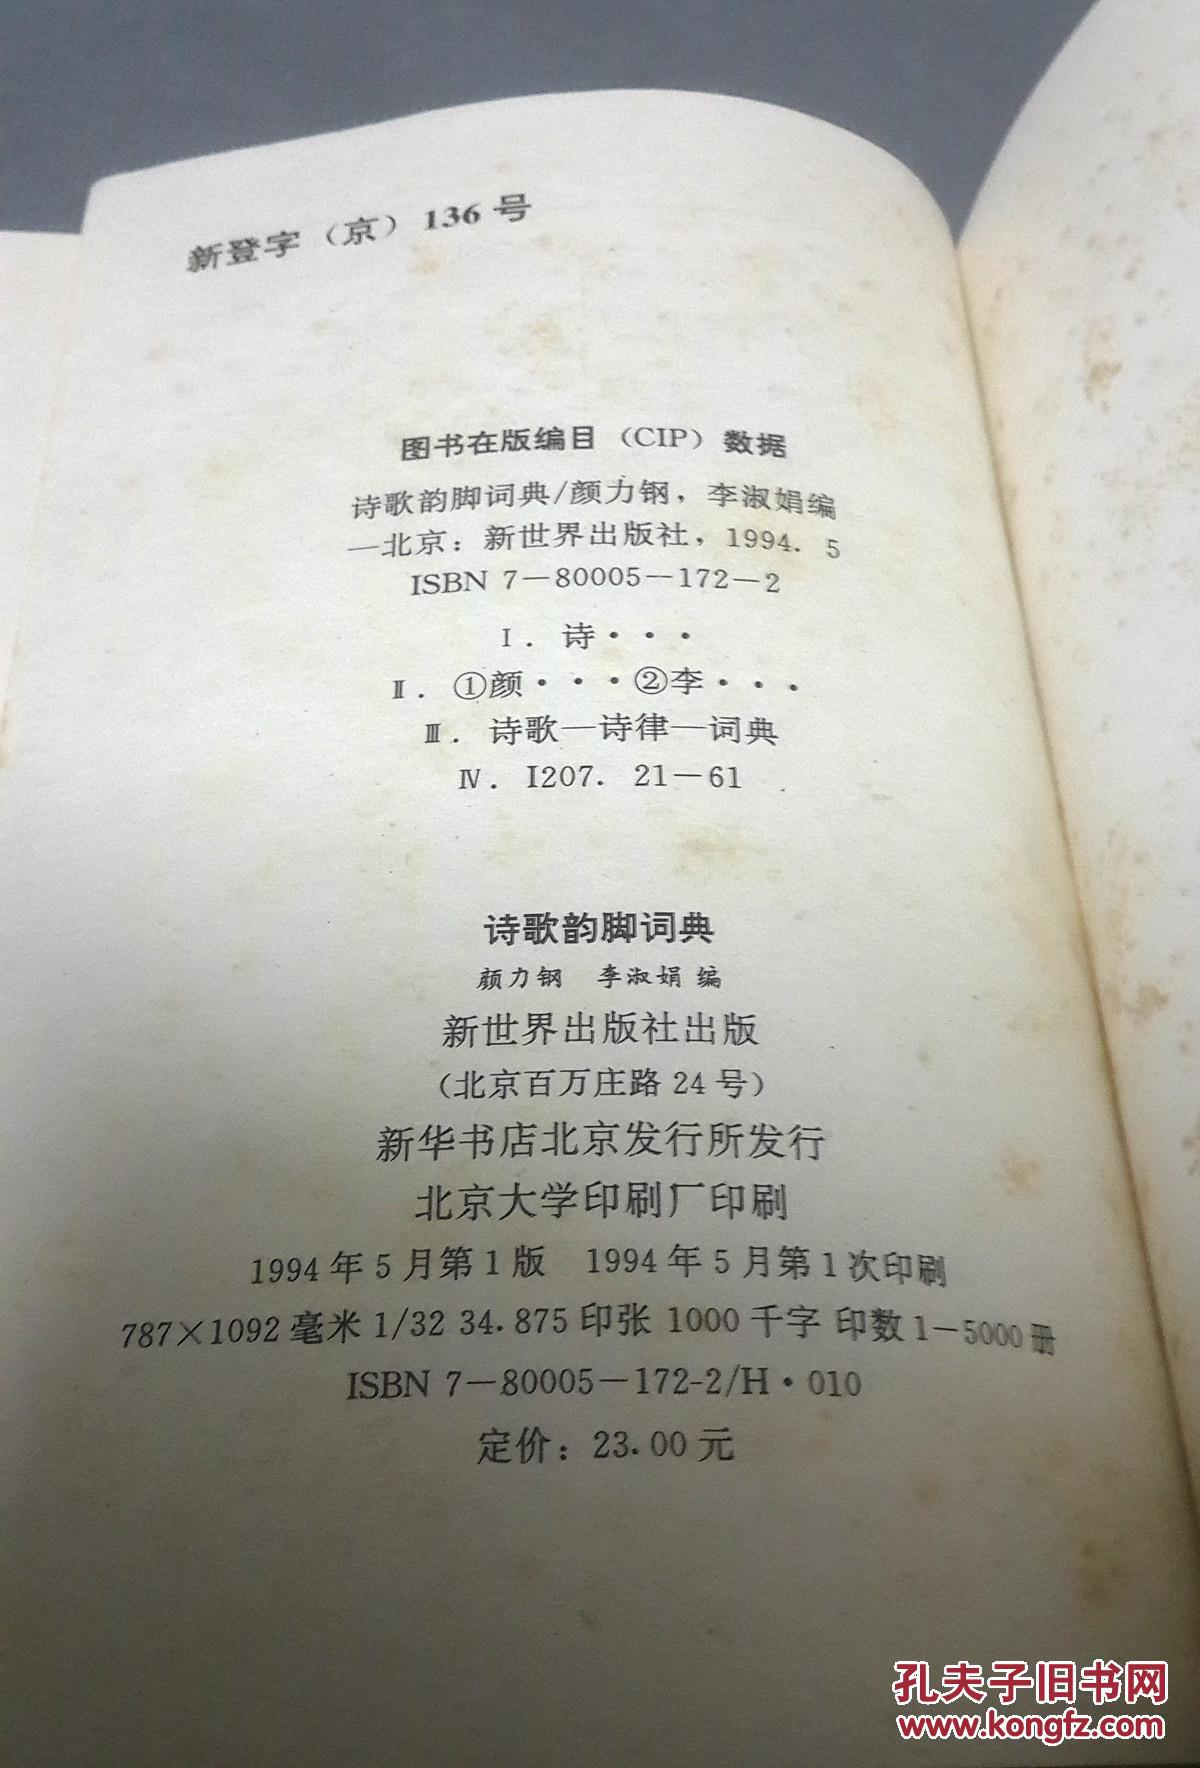 新登字（京）136号
图书在版编目（CIP）数据
诗歌韵脚词典/颜力钢，李淑娟编
—北京：新世界出版社，1994.5
ISBN 7－80005－172－2
Ⅰ．诗···
Ⅱ．①颜···②李···
Ⅲ．诗歌—诗律—词典
Ⅳ．I207．21－61
诗歌韵脚词典
颜力钢 李淑娟 编
新世界出版社出版
（北京百万庄路24号）
新华书店北京发行所发行
北京大学印刷厂印刷
1994年5月第1版 1994年5月第1次印刷
787×1092毫米1/32 34.875印张 1000千字 印数1－5000册
ISBN 7－80005－172-2/H·010
定价：23.00元
孔夫子旧书网
www.kongfz.com